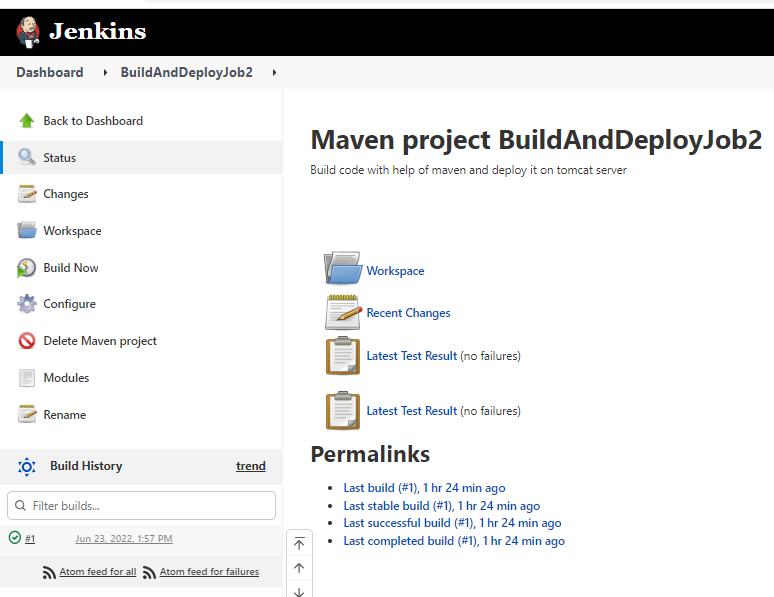 Jenkins
Dashboard
BuildAndDeployJob2
Back to Dashboard
Status
Changes
Workspace
Build Now
Configure
Delete Maven project
Modules
Rename
Build History
trend
Filter builds...
#1
Jun 23, 2022, 1:57 PM
Atom feed for all
Atom feed for failures
Maven project BuildAndDeployJob2
Build code with help of maven and deploy it on tomcat server
Workspace
Recent Changes
Latest Test Result (no failures)
Latest Test Result (no failures)
Permalinks
Last build (#1), 1 hr 24 min ago
Last stable build (#1), 1 hr 24 min ago
Last successful build (#1), 1 hr 24 min ago
Last completed build (#1), 1 hr 24 min ago